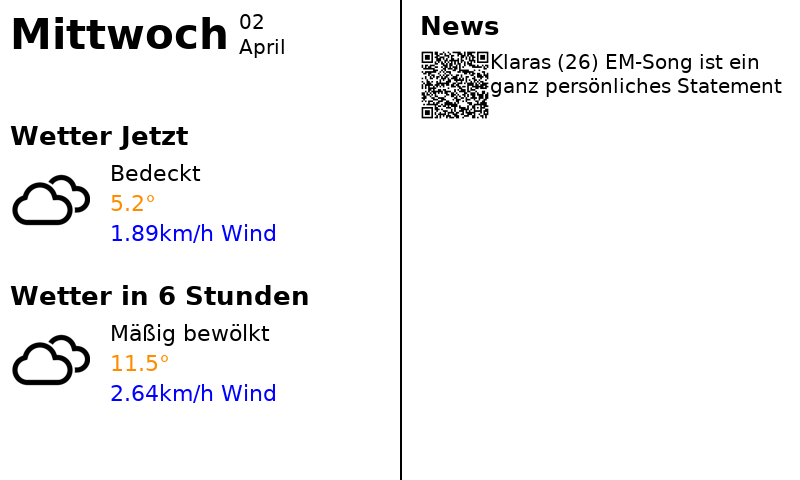 Mittwoch
02
April
Wetter Jetzt
Bedeckt
5.2°
1.89km/h Wind
Wetter in 6 Stunden
Mäßig bewölkt
11.5°
2.64km/h Wind
News
Klaras (26) EM-Song ist ein
ganz persönliches Statement